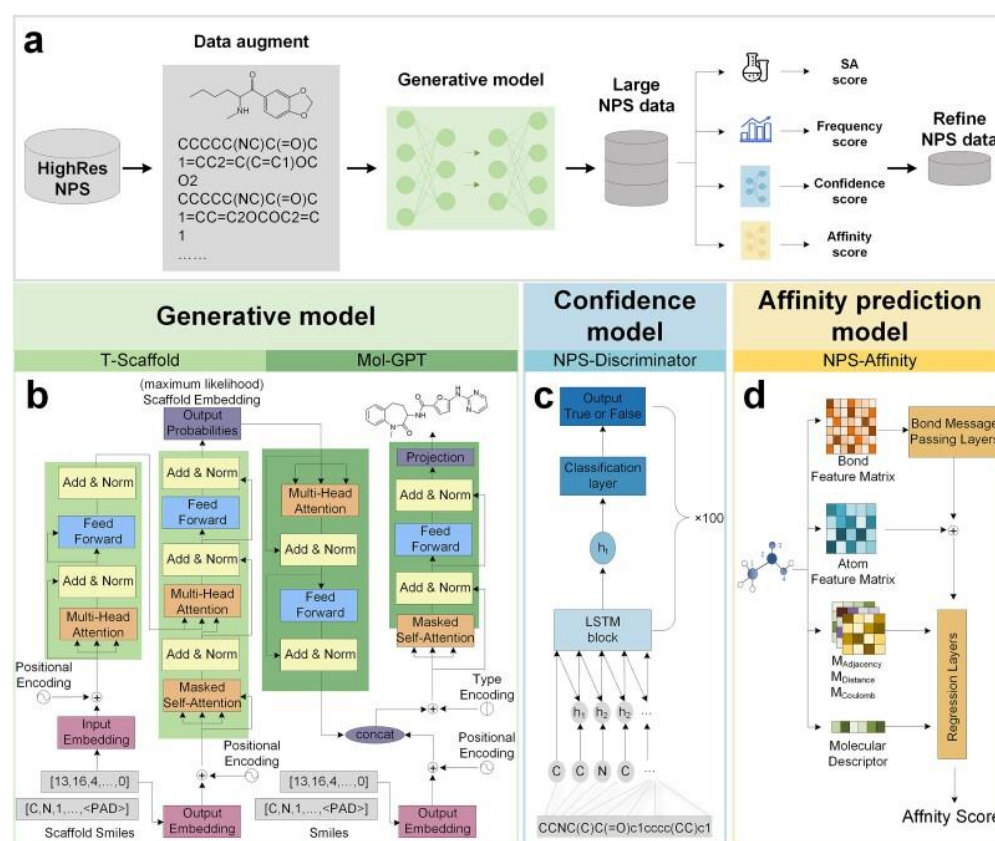 a
Data augment
HighRes
NPS
O
O
HN
O
CCCCC(NC)C(=O)C
1=CC2=C(C=C1)OC
O2
CCCCC(NC)C(=O)C
1=CC=C2OCOC2=C
1
......
Generative model
Large
NPS data
SA
score
Frequency
score
Confidence
score
Affinity
score
Refine
NPS data
Generative model
T-Scaffold
Mol-GPT
b
(maximum likelihood)
Scaffold Embedding
Output
Probabilities
Add & Norm
Feed
Forward
Add & Norm
Multi-Head
Attention
Positional
Encoding
Input
Embedding
[13,16,4,...,0]
[C,N,1,...,<PAD>]
Scaffold Smiles
Add & Norm
Feed
Forward
Add & Norm
Multi-Head
Attention
Add & Norm
Masked
Self-Attention
Positional
Encoding
Output
Embedding
Multi-Head
Attention
Add & Norm
Feed
Forward
Add & Norm
concat
[13,16,4,...,0]
[C,N,1,...,<PAD>]
Smiles
Projection
Add & Norm
Feed
Forward
Add & Norm
Masked
Self-Attention
Type
Encoding
Positional
Encoding
Output
Embedding
Confidence
model
NPS-Discriminator
c
Output
True or False
Classification
layer
hₜ
×100
LSTM
block
h₁
h₂
h₂
...
C
C
N
C
...
CCNC(C)C(=O)c1cccc(CC)c1
Affinity prediction
model
NPS-Affinity
d
Bond
Feature Matrix
Bond Message
Passing Layers
Atom
Feature Matrix
M Adjacency
M Distance
M Coulomb
Molecular
Descriptor
Regression Layers
Affinity Score